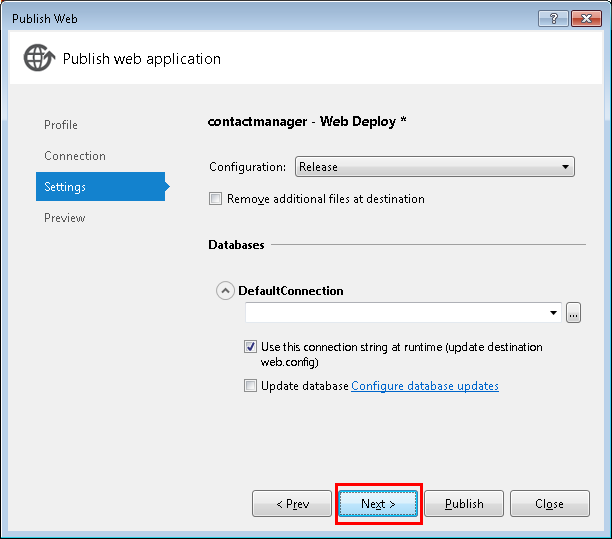 Publish Web
?
Publish web application
Profile
Connection
Settings
Preview
contactmanager - Web Deploy *
Configuration: Release
Remove additional files at destination
Databases
DefaultConnection
...
Use this connection string at runtime (update destination
web.config)
Update database Configure database updates
< Prev Next > Publish Close